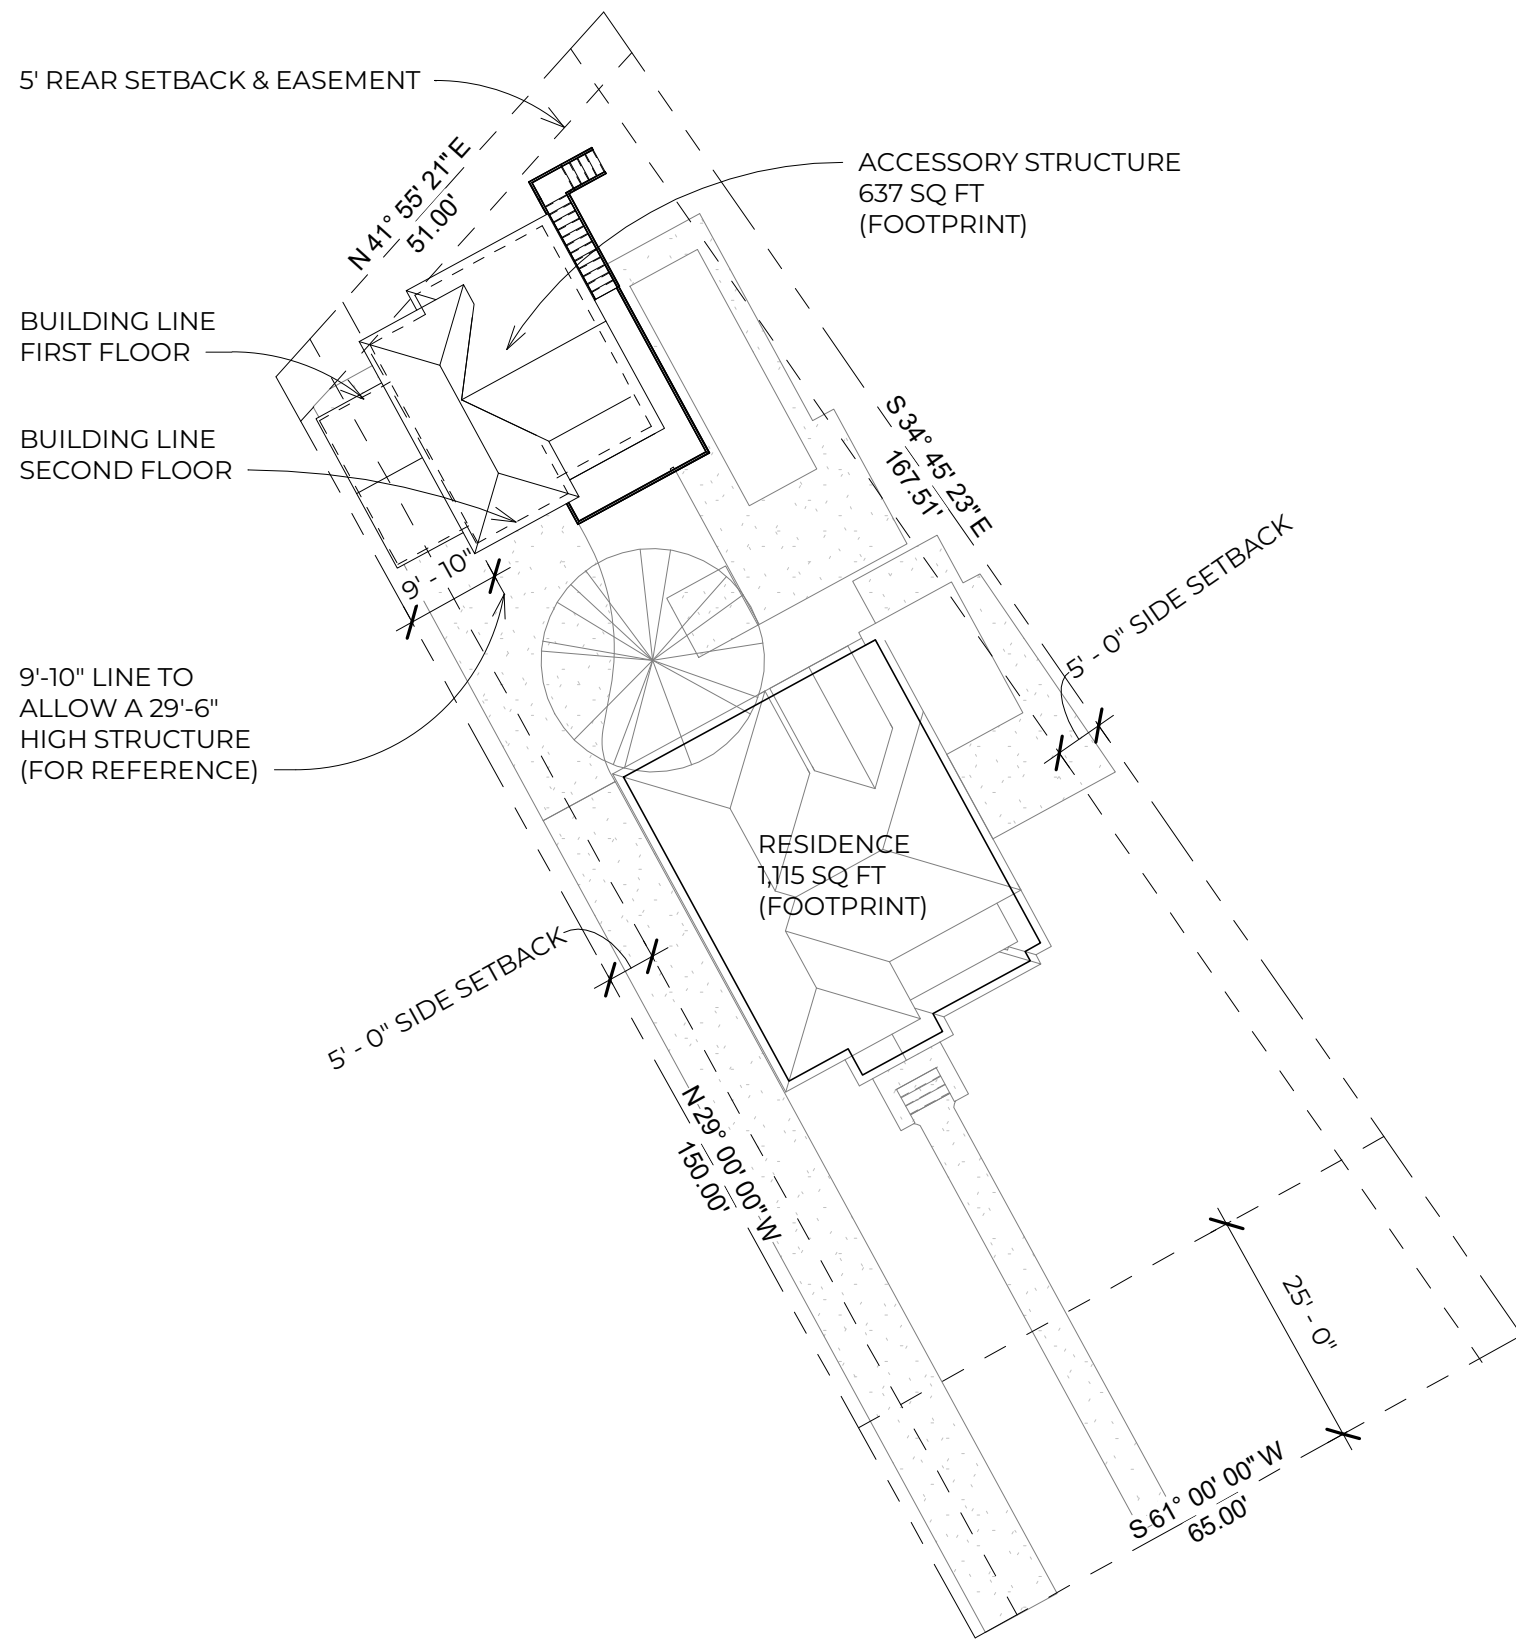 5' REAR SETBACK & EASEMENT
N 41° 55' 21" E
51.00'
ACCESSORY STRUCTURE
637 SQ FT
(FOOTPRINT)
BUILDING LINE
FIRST FLOOR
BUILDING LINE
SECOND FLOOR
S 34° 45' 23" E
167.51'
9' - 10"
5' - 0" SIDE SETBACK
9'-10" LINE TO
ALLOW A 29'-6"
HIGH STRUCTURE
(FOR REFERENCE)
RESIDENCE
1,115 SQ FT
(FOOTPRINT)
5' - 0" SIDE SETBACK
N 29° 00' 00" W
150.00'
25' - 0"
S 61° 00' 00" W
65.00'